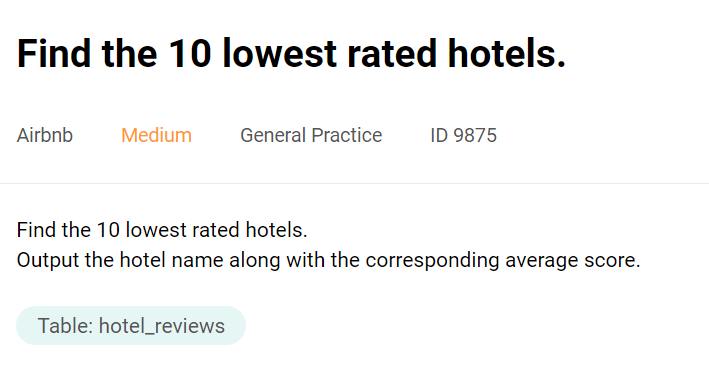 Find the 10 lowest rated hotels.
Airbnb Medium General Practice ID 9875
Find the 10 lowest rated hotels.
Output the hotel name along with the corresponding average score.
Table: hotel_reviews